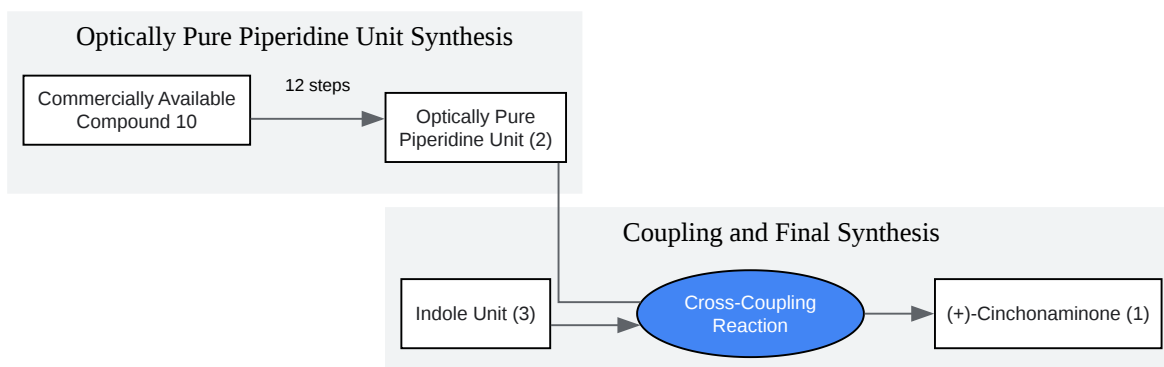 Optically Pure Piperidine Unit Synthesis
Commercially Available
Compound 10
12 steps
Optically Pure
Piperidine Unit (2)
Coupling and Final Synthesis
Indole Unit (3)
Cross-Coupling
Reaction
(+)-Cinchonaminone (1)